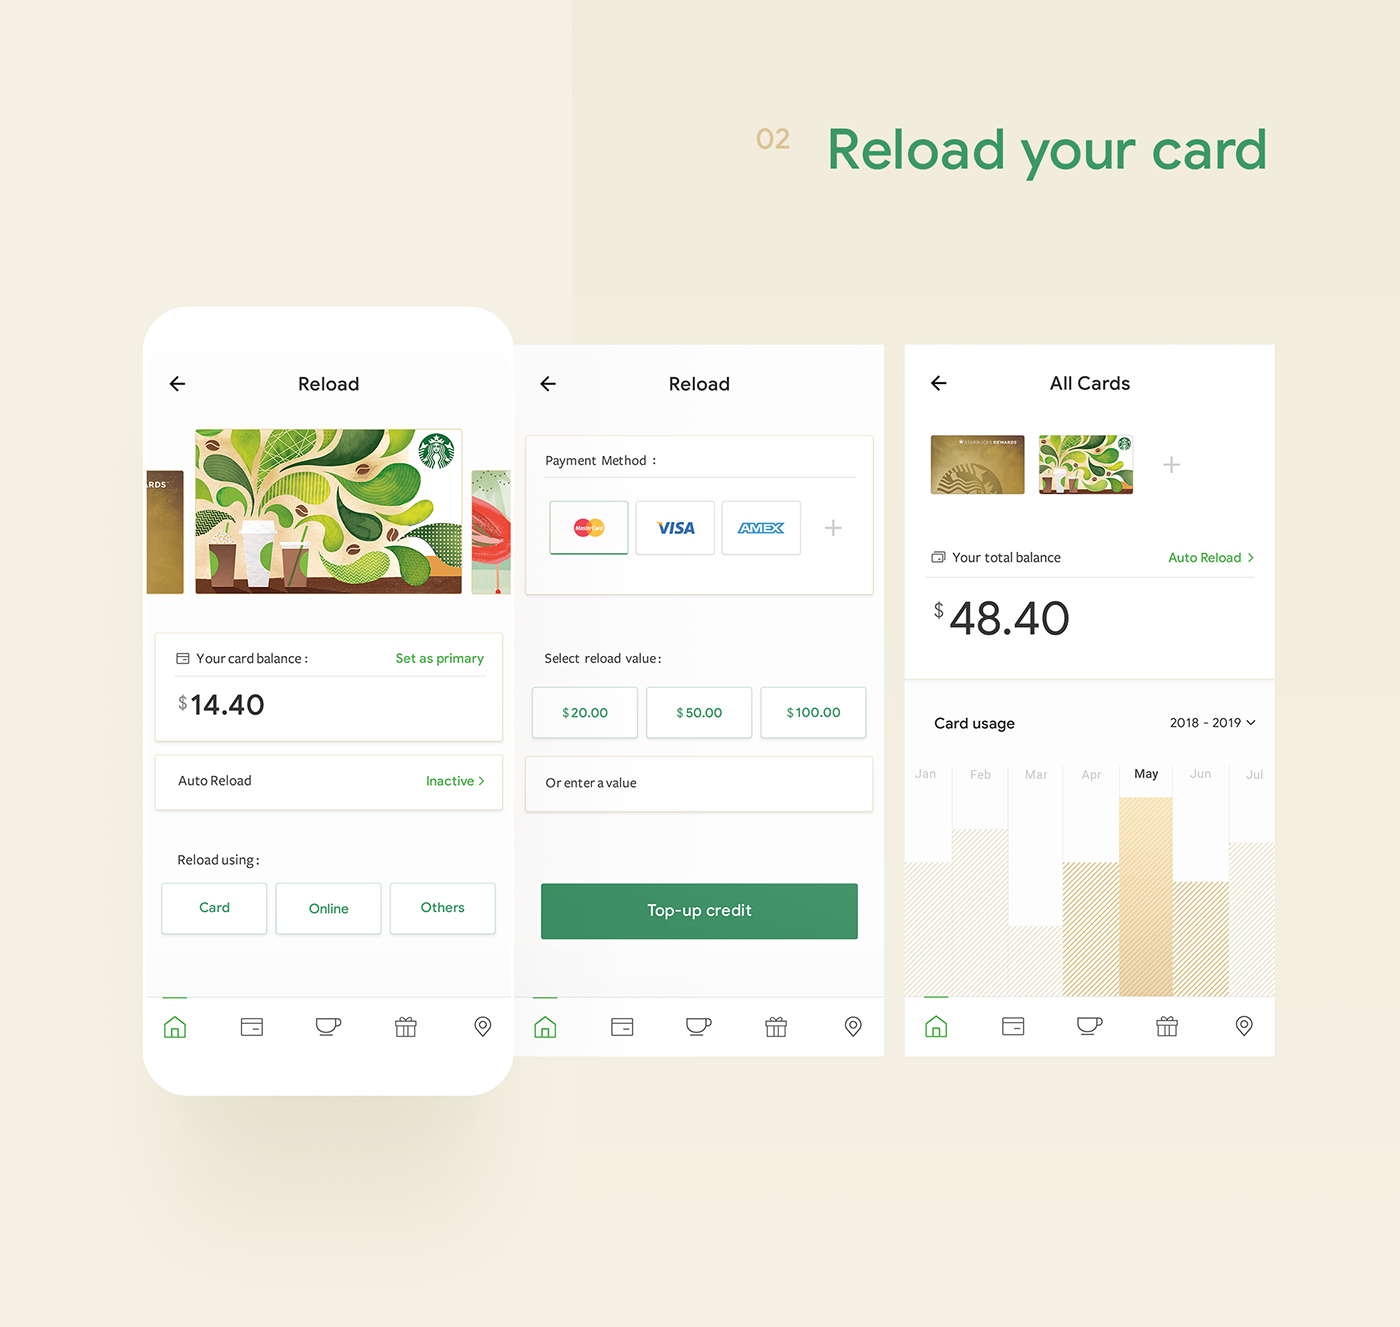 02 Reload your card
Reload
RDS
Your card balance :
Set as primary
$14.40
Auto Reload
Inactive >
Reload using :
Card
Online
Others
Reload
Payment Method :
MasterCard
VISA
AMEX
+
Select reload value :
$20.00
$50.00
$100.00
Or enter a value
Top-up credit
All Cards
STARBUCKS REWARDS
+
Your total balance
Auto Reload >
$48.40
Card usage
2018 - 2019
Jan Feb Mar Apr May Jun Jul